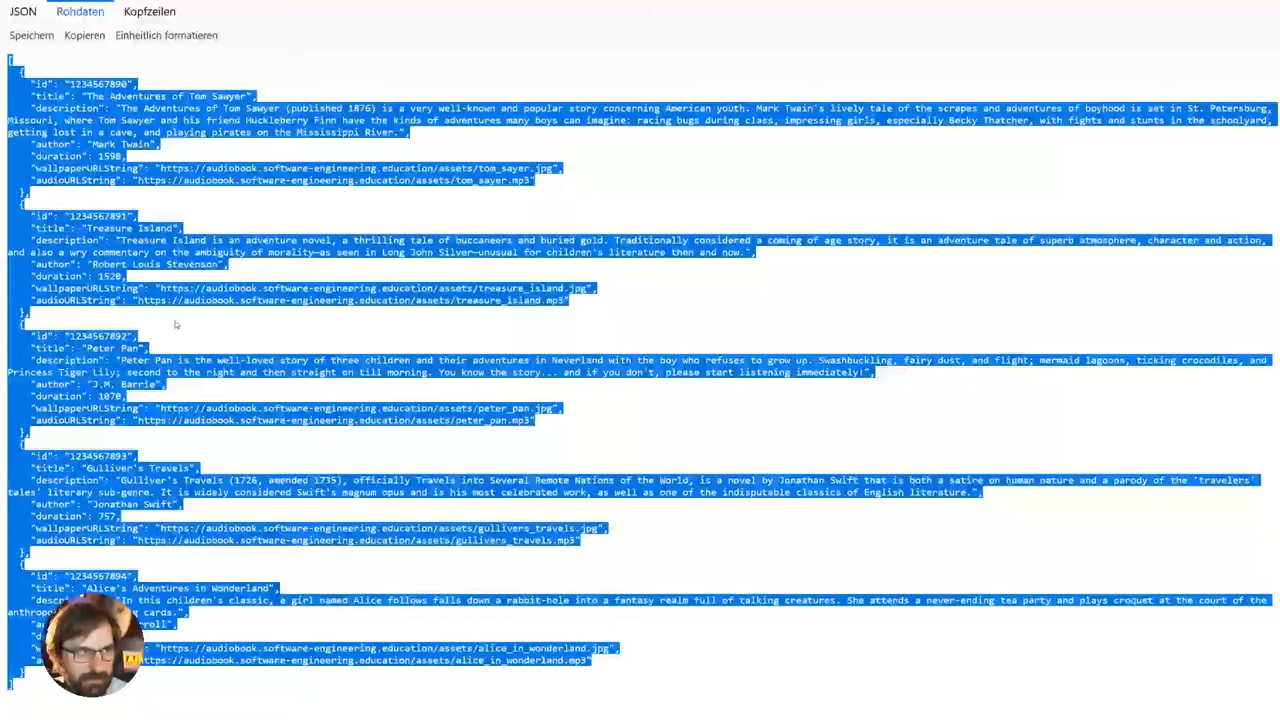 JSON Rohdaten Kopfzeilen
Speichern Kopieren Einheitlich formatieren
[
{
"id": "1234567890",
"title": "The Adventures of Tom Sawyer",
"description": "The Adventures of Tom Sawyer (published 1876) is a very well-known and popular story concerning American youth. Mark Twain's lively tale of the scrapes and adventures of boyhood is set in St. Petersburg,
Missouri, where Tom Sawyer and his friend Huckleberry Finn have the kinds of adventures many boys can imagine: racing bugs during class, impressing girls, especially Becky Thatcher, with fights and stunts in the schoolyard,
getting lost in a cave, and playing pirates on the Mississippi River.",
"author": "Mark Twain",
"duration": 1598,
"wallpaperURLString": "https://audiobook.software-engineering.education/assets/tom_sayer.jpg",
"audioURLString": "https://audiobook.software-engineering.education/assets/tom_sayer.mp3"
},
{
"id": "1234567891",
"title": "Treasure Island",
"description": "Treasure Island is an adventure novel, a thrilling tale of buccaneers and buried gold. Traditionally considered a coming of age story, it is an adventure tale of superb atmosphere, character and action,
and also a wry commentary on the ambiguity of morality—as seen in Long John Silver—unusual for children's literature then and now.",
"author": "Robert Louis Stevenson",
"duration": 1520,
"wallpaperURLString": "https://audiobook.software-engineering.education/assets/treasure_island.jpg",
"audioURLString": "https://audiobook.software-engineering.education/assets/treasure_island.mp3"
},
{
"id": "1234567892",
"title": "Peter Pan",
"description": "Peter Pan is the well-loved story of three children and their adventures in Neverland with the boy who refuses to grow up. Swashbuckling, fairy dust, and flight; mermaid lagoons, ticking crocodiles, and
Princess Tiger Lily; second to the right and then straight on till morning. You know the story... and if you don't, please start listening immediately!",
"author": "J.M. Barrie",
"duration": 1070,
"wallpaperURLString": "https://audiobook.software-engineering.education/assets/peter_pan.jpg",
"audioURLString": "https://audiobook.software-engineering.education/assets/peter_pan.mp3"
},
{
"id": "1234567893",
"title": "Gulliver's Travels",
"description": "Gulliver's Travels (1726, amended 1735), officially Travels into Several Remote Nations of the World, is a novel by Jonathan Swift that is both a satire on human nature and a parody of the 'travelers'
tales' literary sub-genre. It is widely considered Swift's magnum opus and is his most celebrated work, as well as one of the indisputable classics of English literature.",
"author": "Jonathan Swift",
"duration": 757,
"wallpaperURLString": "https://audiobook.software-engineering.education/assets/gullivers_travels.jpg",
"audioURLString": "https://audiobook.software-engineering.education/assets/gullivers_travels.mp3"
},
{
"id": "1234567894",
"title": "Alice's Adventures in Wonderland",
"In this children's classic, a girl named Alice follows falls down a rabbit-hole into a fantasy realm full of talking creatures. She attends a never-ending tea party and plays croquet at the court of the
cards.",
"https://audiobook.software-engineering.education/assets/alice_in_wonderland.jpg",
"https://audiobook.software-engineering.education/assets/alice_in_wonderland.mp3"
}
]